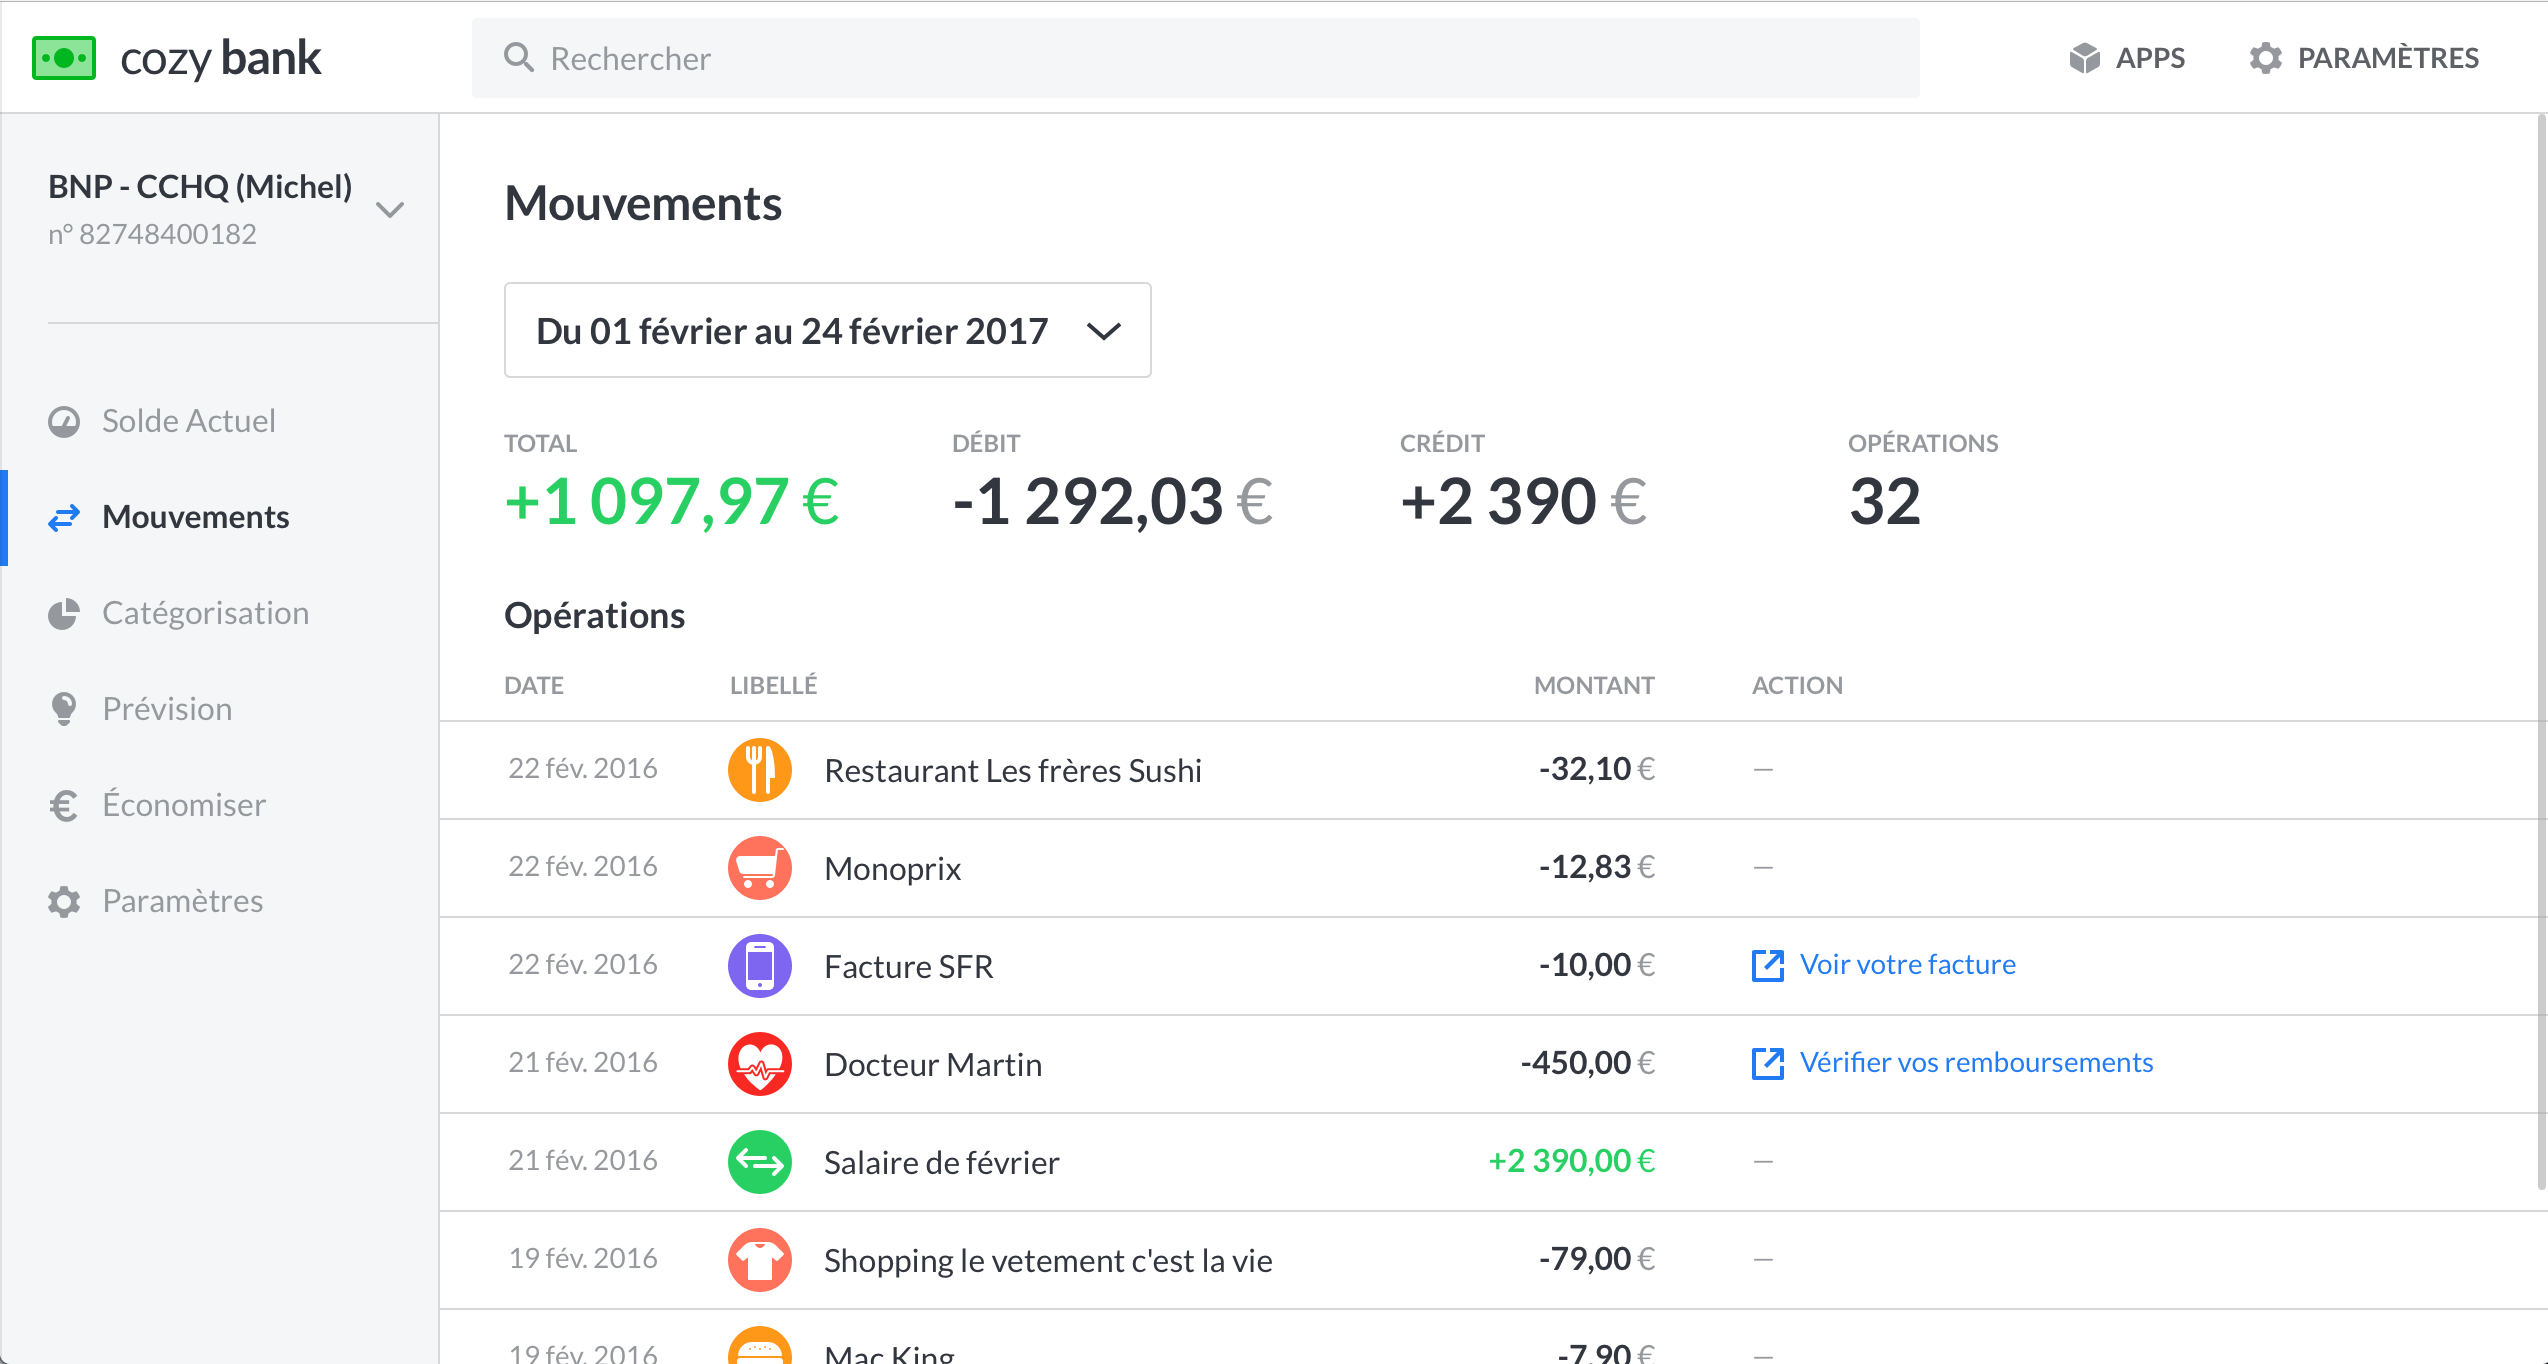 cozy bank
Rechercher
APPS
PARAMÈTRES
BNP - CCHQ (Michel)
n° 82748400182
Solde Actuel
Mouvements
Catégorisation
Prévision
Économiser
Paramètres
Mouvements
Du 01 février au 24 février 2017
TOTAL DÉBIT CRÉDIT OPÉRATIONS
+1 097,97 € -1 292,03 € +2 390 € 32
Opérations
DATE LIBELLÉ MONTANT ACTION
22 fév. 2016 Restaurant Les frères Sushi -32,10 € —
22 fév. 2016 Monoprix -12,83 € —
22 fév. 2016 Facture SFR -10,00 € Voir votre facture
21 fév. 2016 Docteur Martin -450,00 € Vérifier vos remboursements
21 fév. 2016 Salaire de février +2 390,00 € —
19 fév. 2016 Shopping le vetement c'est la vie -79,00 € —
19 fév. 2016 Mac King -7,90 € —